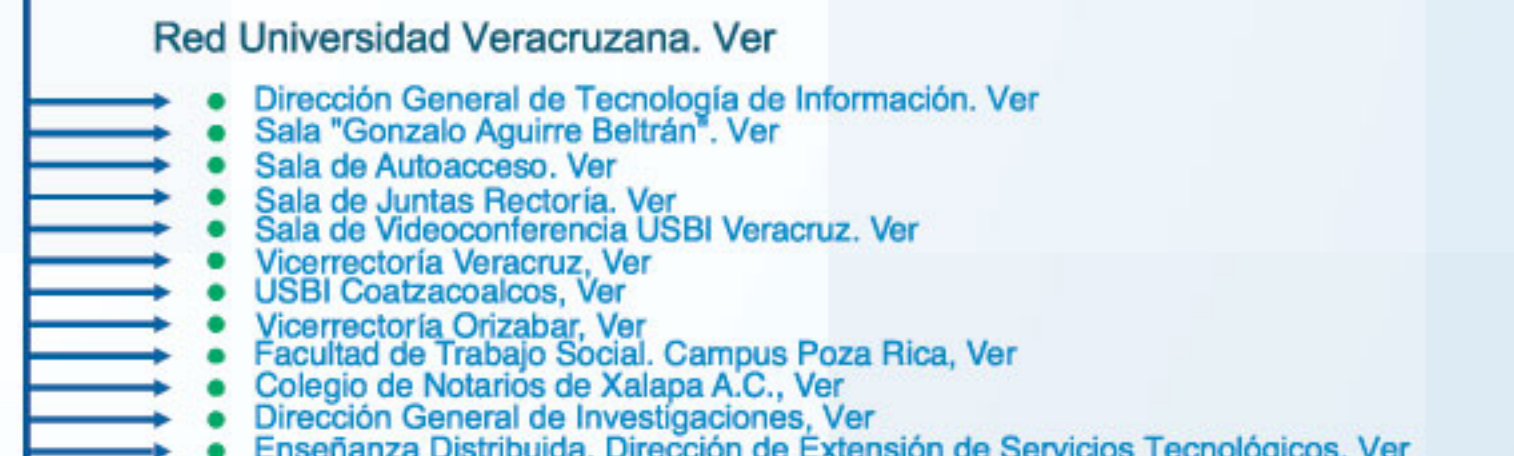 Red Universidad Veracruzana. Ver
Dirección General de Tecnología de Información. Ver
Sala "Gonzalo Aguirre Beltrán". Ver
Sala de Autoacceso. Ver
Sala de Juntas Rectoría. Ver
Sala de Videoconferencia USBI Veracruz. Ver
Vicerrectoría Veracruz, Ver
USBI Coatzacoalcos, Ver
Vicerrectoría Orizabar, Ver
Facultad de Trabajo Social. Campus Poza Rica, Ver
Colegio de Notarios de Xalapa A.C., Ver
Dirección General de Investigaciones, Ver
Enseñanza Distribuida. Dirección de Extensión de Servicios Tecnológicos. Ver